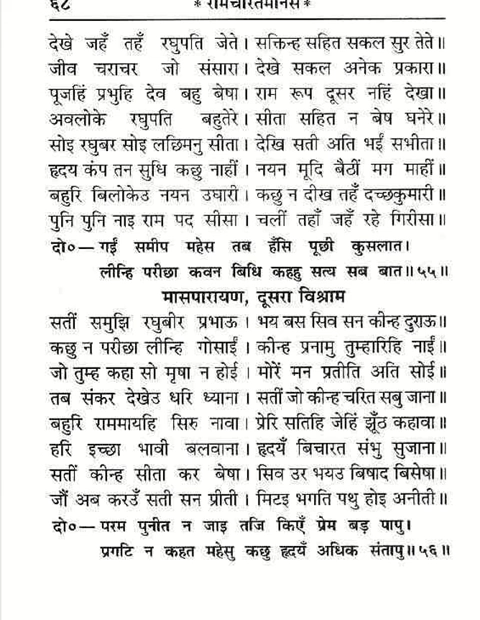 ६८ * रामचरितमानस *
देखे जहँ तहँ रघुपति जेते। सक्तिन्ह सहित सकल सुर तेते॥
जीव चराचर जो संसारा। देखे सकल अनेक प्रकारा॥
पूजहिं प्रभुहि देव बहु बेषा। राम रूप दूसर नहिं देखा॥
अवलोके रघुपति बहुतेरे। सीता सहित न बेष घनेरे॥
सोइ रघुबर सोइ लछिमनु सीता। देखि सती अति भईं सभीता॥
हृदय कंप तन सुधि कछु नाहीं। नयन मूदि बैठीं मग माहीं॥
बहुरि बिलोकेउ नयन उघारी। कछु न दीख तहँ दच्छकुमारी॥
पुनि पुनि नाइ राम पद सीसा। चलीं तहाँ जहँ रहे गिरीसा॥
दो०— गईं समीप महेस तब हँसि पूछी कुसलात।
लीन्हि परीछा कवन बिधि कहहु सत्य सब बात॥५५॥
मासपारायण, दूसरा विश्राम
सतीं समुझि रघुबीर प्रभाऊ। भय बस सिव सन कीन्ह दुराऊ॥
कछु न परीछा लीन्हि गोसाईं। कीन्ह प्रनामु तुम्हारिहि नाईं॥
जो तुम्ह कहा सो मृषा न होई। मोरें मन प्रतीति अति सोई॥
तब संकर देखेउ धरि ध्याना। सतीं जो कीन्ह चरित सबु जाना॥
बहुरि राममायहि सिरु नावा। प्रेरि सतिहि जेहिं झूँठ कहावा॥
हरि इच्छा भावी बलवाना। हृदयँ बिचारत संभु सुजाना॥
सतीं कीन्ह सीता कर बेषा। सिव उर भयउ बिषाद बिसेषा॥
जौं अब करउँ सती सन प्रीती। मिटइ भगति पथु होइ अनीती॥
दो०— परम पुनीत न जाइ तजि किएँ प्रेम बड़ पापु।
प्रगटि न कहत महेसु कछु हृदयँ अधिक संतापु॥५६॥